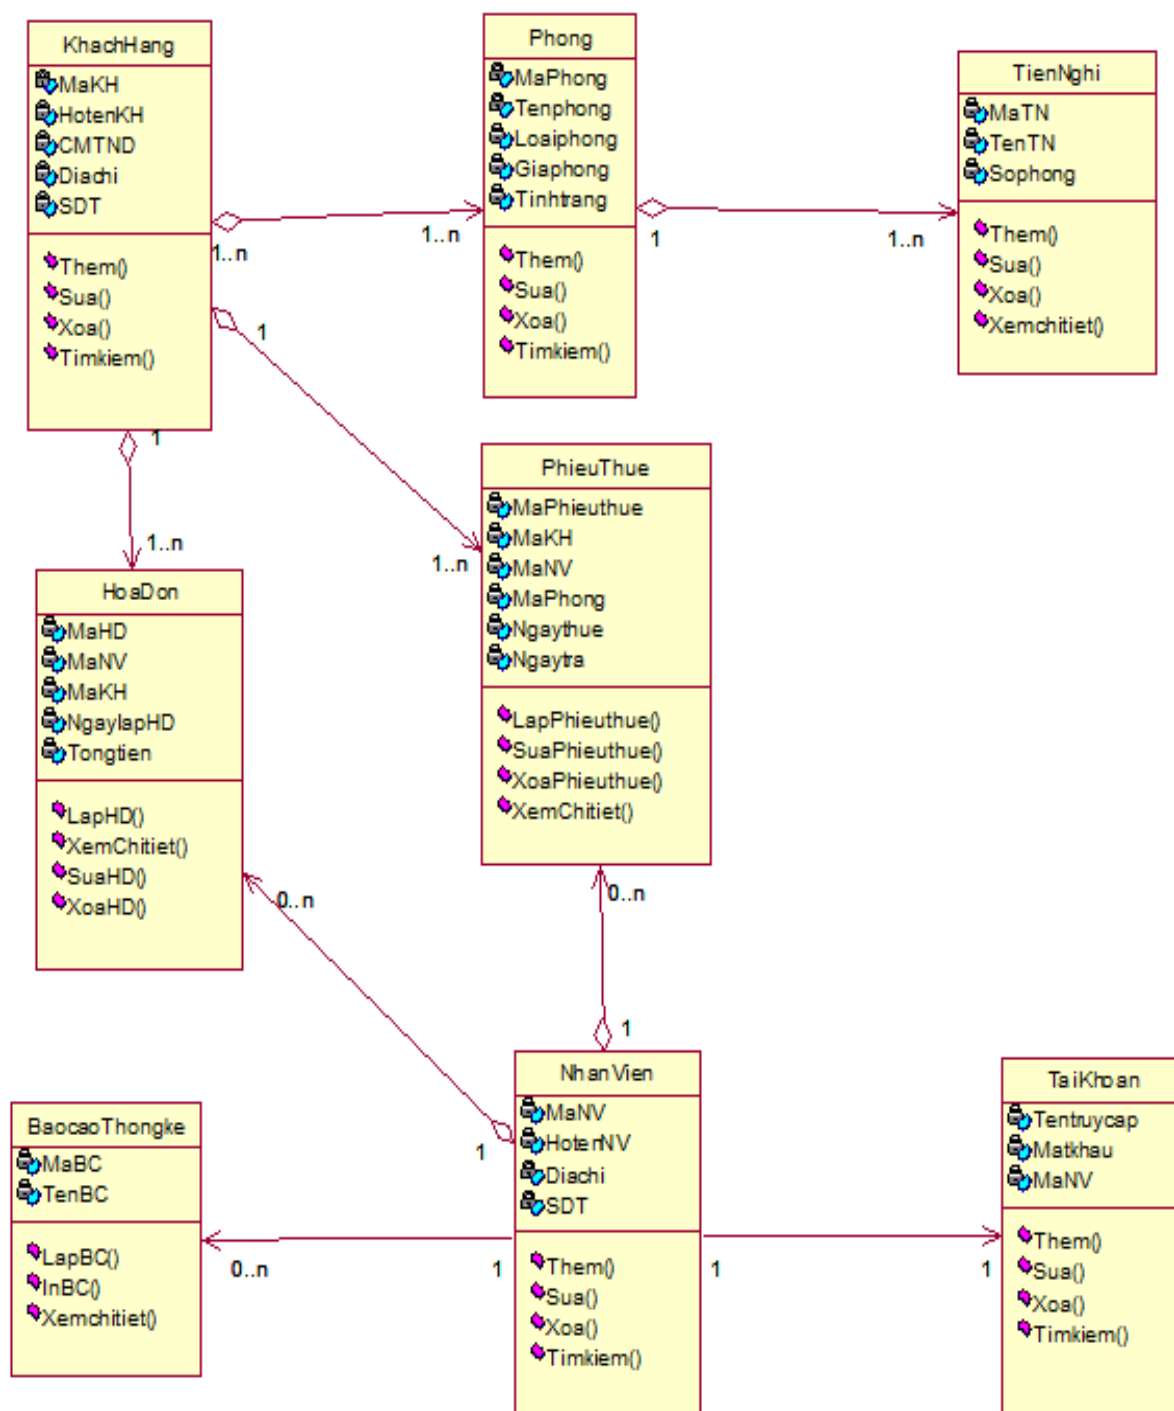 KhachHang
MaKH
HotenKH
CMTND
Diachi
SDT
Them()
Sua()
Xoa()
Timkiem()
Phong
MaPhong
Tenphong
Loaiphong
Giaphong
Tinhtrang
Them()
Sua()
Xoa()
Timkiem()
TienNghi
MaTN
TenTN
Sophong
Them()
Sua()
Xoa()
Xemchitiet()
1..n
1..n
1
1..n
1
1..n
1
1..n
PhieuThue
MaPhieuthue
MaKH
MaNV
MaPhong
Ngaythue
Ngaytra
LapPhieuthue()
SuaPhieuthue()
XoaPhieuthue()
XemChitiet()
HoaDon
MaHD
MaNV
MaKH
NgaylapHD
Tongtien
LapHD()
XemChitiet()
SuaHD()
XoaHD()
0..n
0..n
1
1
BaocaoThongke
MaBC
TenBC
LapBC()
InBC()
Xemchitiet()
NhanVien
MaNV
HotenNV
Diachi
SDT
Them()
Sua()
Xoa()
Timkiem()
TaiKhoan
Tentruycap
Matkhau
MaNV
Them()
Sua()
Xoa()
Timkiem()
0..n
1
1
1